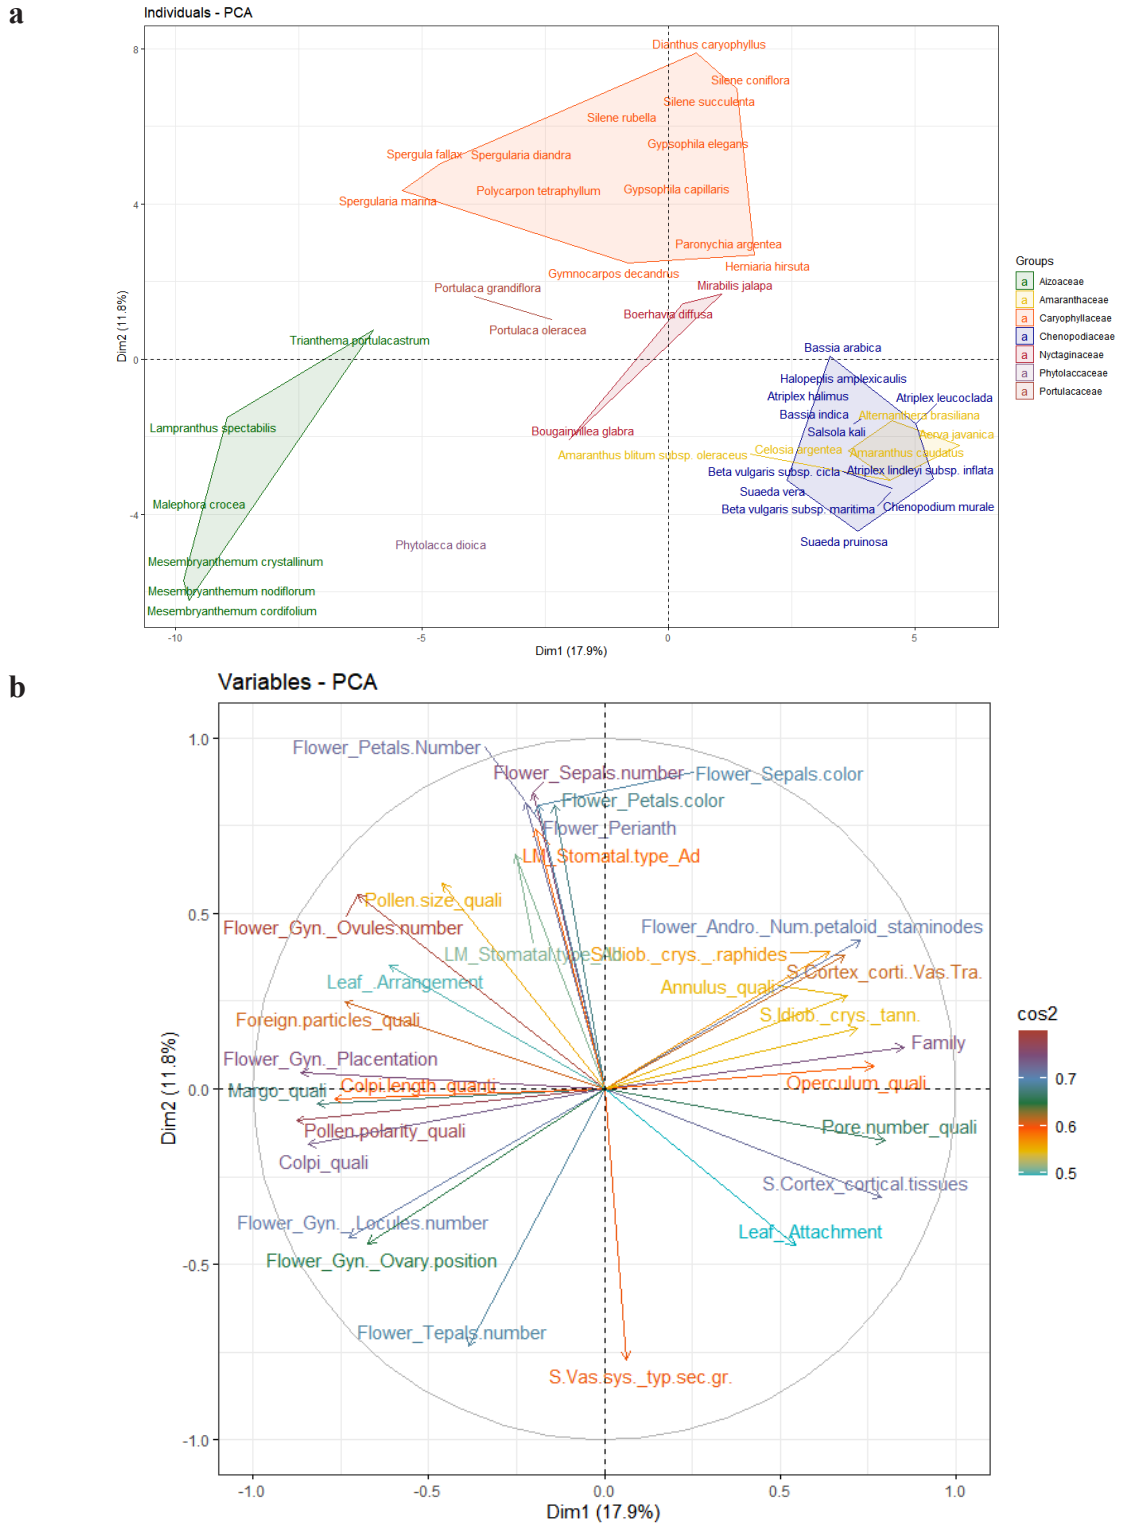 a
Individuals - PCA
Dianthus caryophyllus
Silene coniflora
Silene succulenta
Silene rubella
Gypsophila elegans
Spergula fallax
Spergularia diandra
Polycarpon tetraphyllum
Gypsophila capillaris
Spergularia marina
Paronychia argentea
Herniaria hirsuta
Gymnocarpos decandrus
Mirabilis jalapa
Portulaca grandiflora
Boerhavia diffusa
Portulaca oleracea
Trianthema portulacastrum
Bassia arabica
Halopeplis amplexicaulis
Atriplex halimus
Atriplex leucoclada
Bassia indica
Alternanthera brasiliana
Lampranthus spectabilis
Bougainvillea glabra
Salsola kali
Aerva javanica
Celosia argentea
Amaranthus caudatus
Amaranthus blitum subsp. oleraceus
Beta vulgaris subsp. cicla
Atriplex lindleyi subsp. inflata
Suaeda vera
Malephora crocea
Beta vulgaris subsp. maritima
Chenopodium murale
Phytolacca dioica
Suaeda pruinosa
Mesembryanthemum crystallinum
Mesembryanthemum nodiflorum
Mesembryanthemum cordifolium
8
4
0
-4
Dim2 (11.8%)
-10
-5
0
5
Dim1 (17.9%)
Groups
a Aizoaceae
a Amaranthaceae
a Caryophyllaceae
a Chenopodiaceae
a Nyctaginaceae
a Phytolaccaceae
a Portulacaceae
b
Variables - PCA
Flower_Petals.Number
Flower_Sepals.number
Flower_Sepals.color
Flower_Petals.color
Flower_Perianth
LM_Stomatal.type_Ad
Pollen.size_quali
Flower_Gyn._Ovules.number
Flower_Andro._Num.petaloid_staminodes
LM_Stomatal.type_Ab
S.Idiob._crys._.raphides
S.Cortex_corti..Vas.Tra.
Leaf_.Arrangement
Annulus_quali
Foreign.particles_quali
S.Idiob._crys._tann.
Flower_Gyn._Placentation
Family
Margo_quali
Colpi.length_quanti
Operculum_quali
Pollen.polarity_quali
Pore.number_quali
Colpi_quali
S.Cortex_cortical.tissues
Flower_Gyn._Locules.number
Leaf_Attachment
Flower_Gyn._Ovary.position
Flower_Tepals.number
S.Vas.sys._typ.sec.gr.
1.0
0.5
0.0
-0.5
-1.0
Dim2 (11.8%)
-1.0
-0.5
0.0
0.5
1.0
Dim1 (17.9%)
cos2
0.7
0.6
0.5